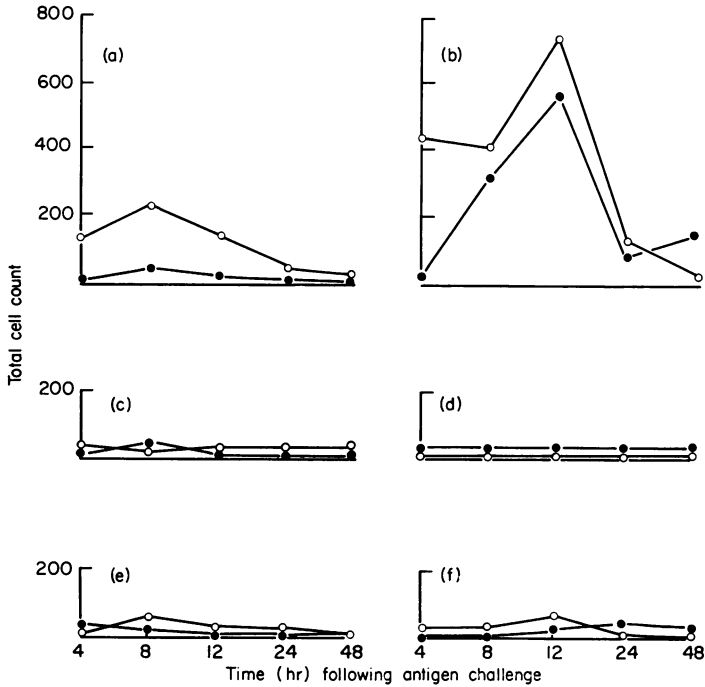 800
(a)
(b)
600
400
200
Total cell count
200
(c)
(d)
200
(e)
(f)
4 8 12 24 48 4 8 12 24 48
Time (hr) following antigen challenge